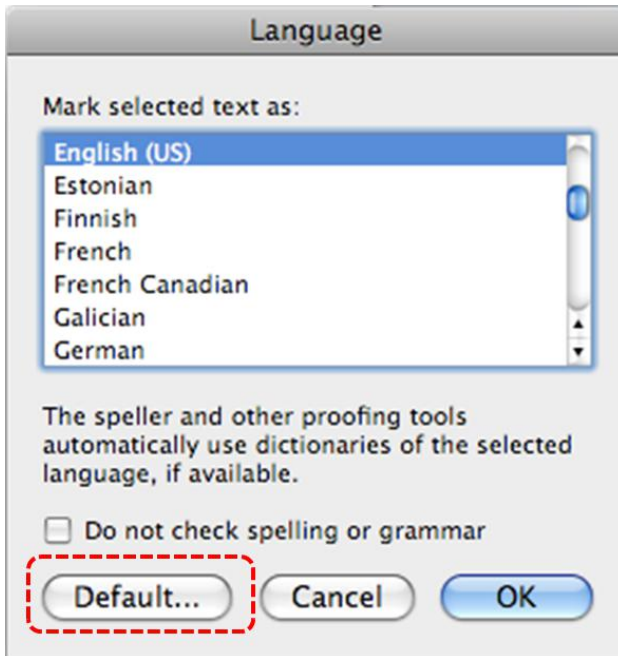 Language
Mark selected text as:
English (US)
Estonian
Finnish
French
French Canadian
Galician
German
The speller and other proofing tools
automatically use dictionaries of the selected
language, if available.
Do not check spelling or grammar
Default... Cancel OK